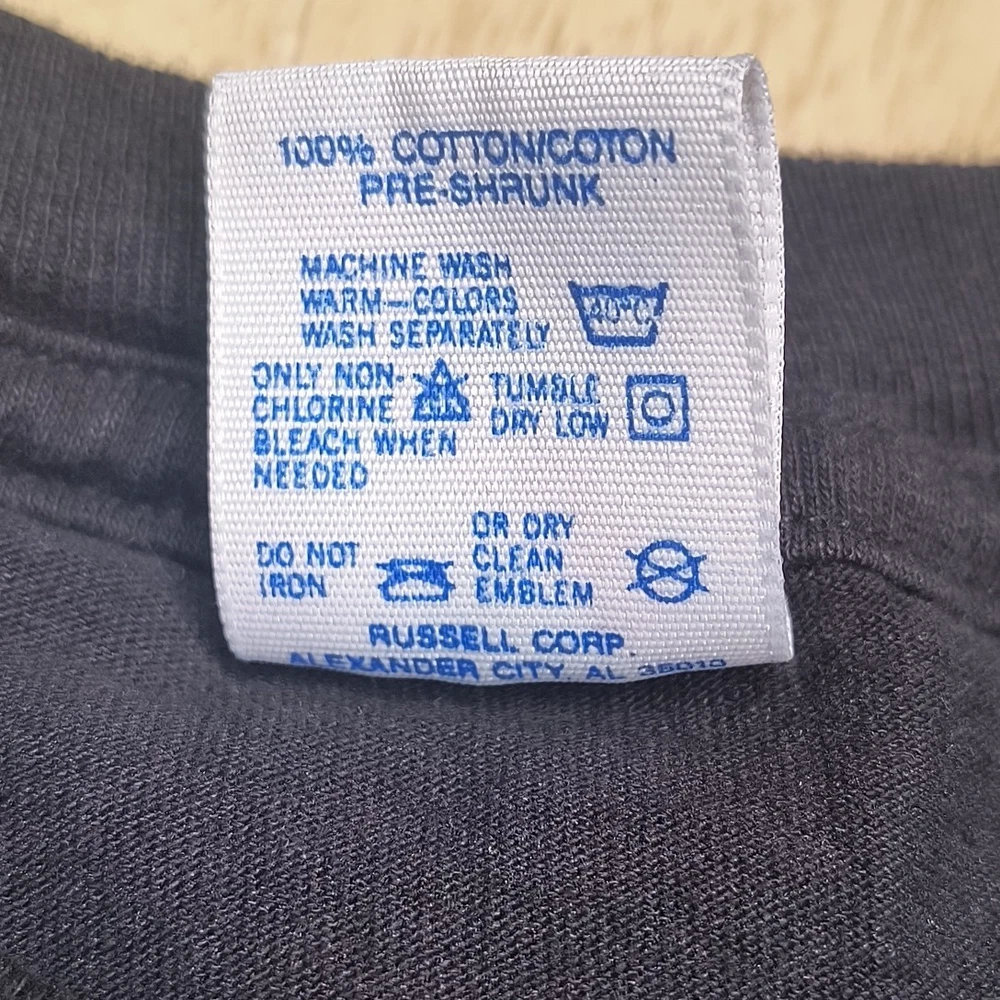 100% COTTON/COTON
PRE-SHRUNK
MACHINE WASH
WARM—COLORS
WASH SEPARATELY
40°C
ONLY NON-
CHLORINE
BLEACH WHEN
NEEDED
TUMBLE
DRY LOW
DO NOT
IRON
OR DRY
CLEAN
EMBLEM
RUSSELL CORP.
ALEXANDER CITY, AL 35010